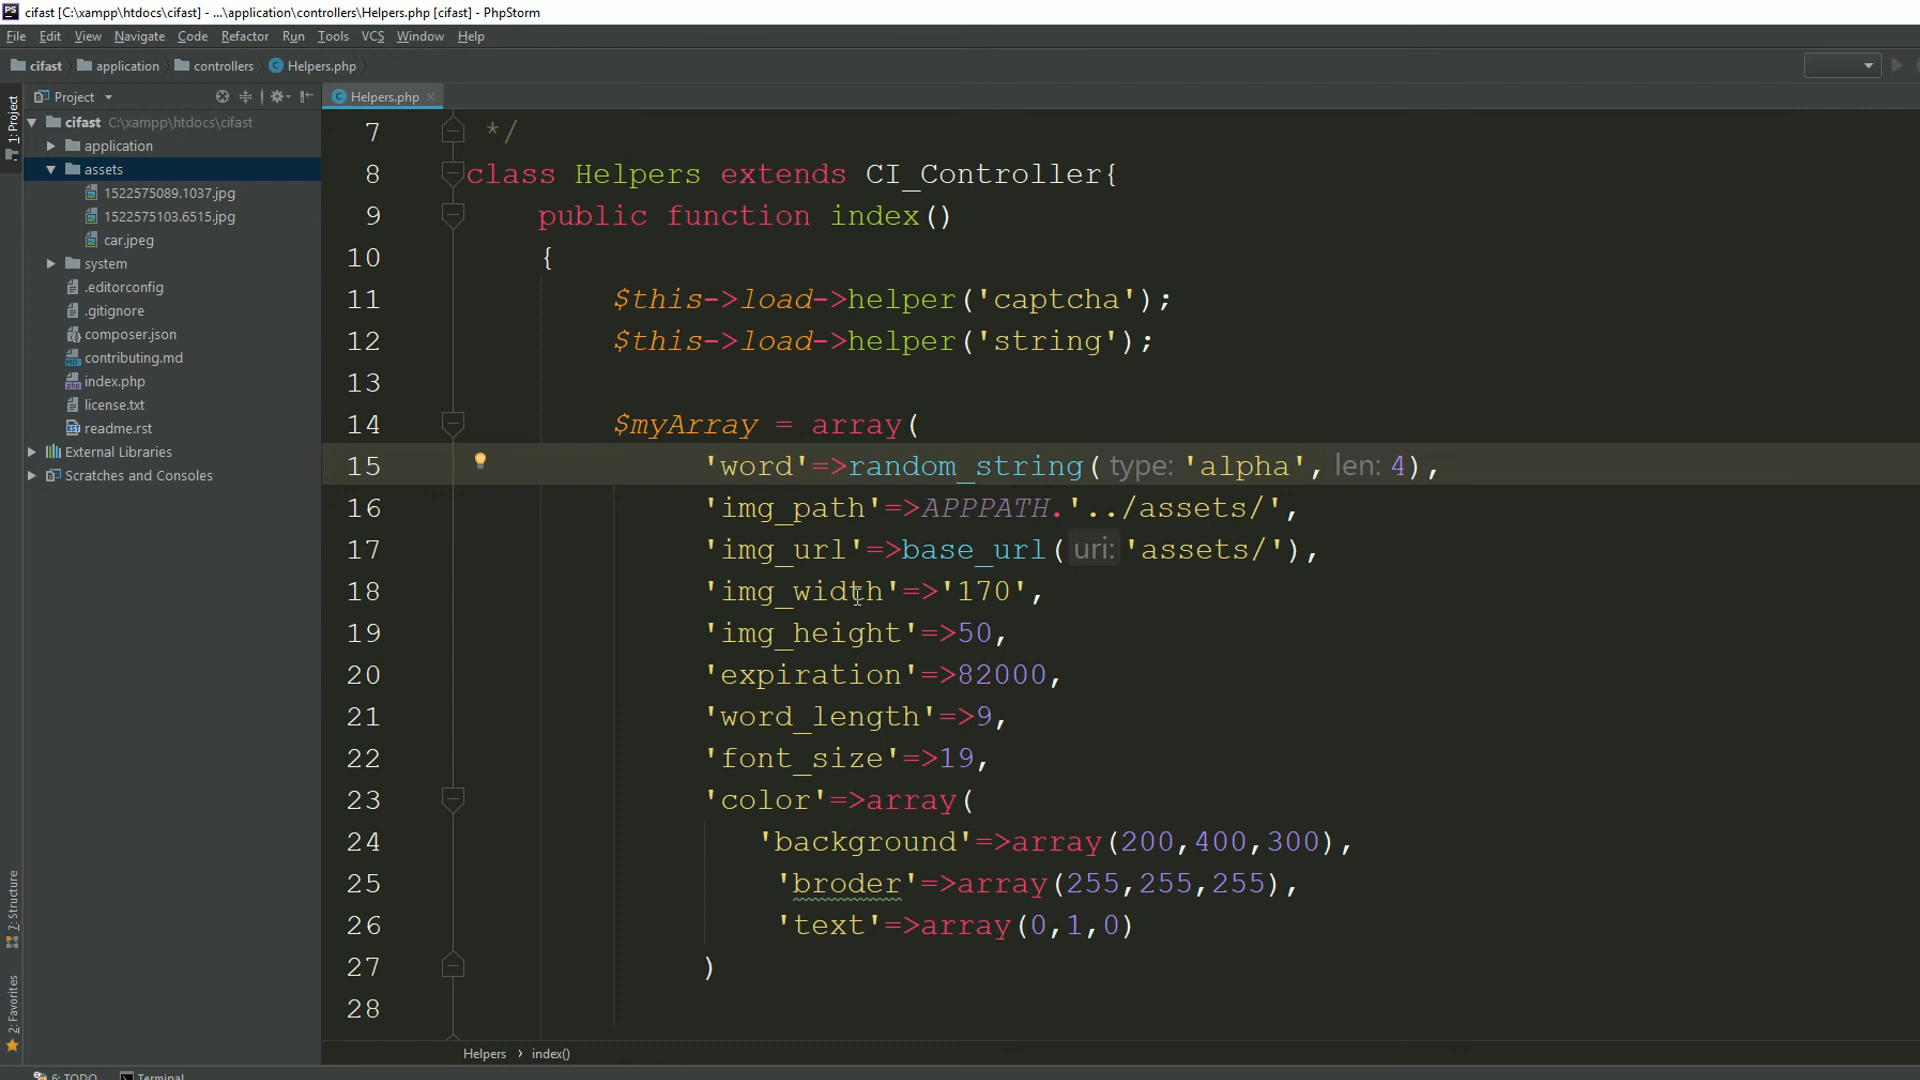 cifast [C:\xampp\htdocs\cifast] - ...\application\controllers\Helpers.php [cifast] - PhpStorm
File Edit View Navigate Code Refactor Run Tools VCS Window Help
cifast application controllers Helpers.php
Project
Helpers.php
1: Project
cifast C:\xampp\htdocs\cifast
application
assets
1522575089.1037.jpg
1522575103.6515.jpg
car.jpeg
system
.editorconfig
.gitignore
composer.json
contributing.md
index.php
license.txt
readme.rst
External Libraries
Scratches and Consoles
7: Structure
2: Favorites
7 */
8 class Helpers extends CI_Controller{
9 public function index()
10 {
11 $this->load->helper('captcha');
12 $this->load->helper('string');
13
14 $myArray = array(
15 'word'=>random_string( type: 'alpha', len: 4),
16 'img_path'=>APPPATH.'../assets/',
17 'img_url'=>base_url( uri: 'assets/'),
18 'img_width'=>'170',
19 'img_height'=>50,
20 'expiration'=>82000,
21 'word_length'=>9,
22 'font_size'=>19,
23 'color'=>array(
24 'background'=>array(200,400,300),
25 'broder'=>array(255,255,255),
26 'text'=>array(0,1,0)
27 )
28
Helpers › index()
6: TODO Terminal